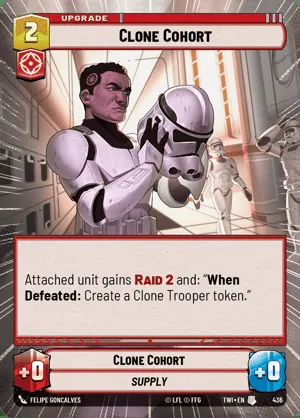 UPGRADE
2
CLONE COHORT
Attached unit gains RAID 2 and: “When
Defeated: Create a Clone Trooper token.”
CLONE COHORT
+0
SUPPLY
+0
FELIPE GONCALVES
© LFL © FFG
TWI • EN
436